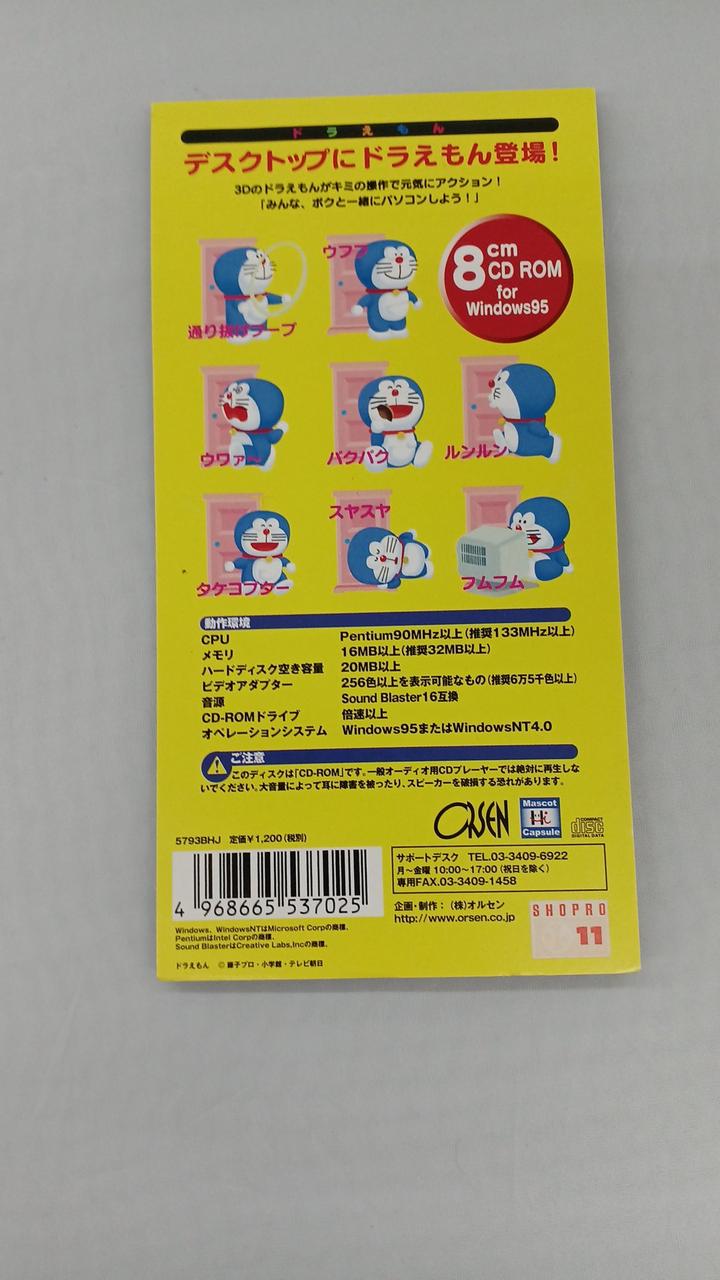 ドラえもん
デスクトップにドラえもん登場!
3Dのドラえもんがキミの操作で元気にアクション!
「みんな、ボクと一緒にパソコンしよう!」
8cm
CD ROM
for
Windows95
通り抜けフープ
ウフフ
ウワァ〜
パクパク
ルンルン
タケコプター
スヤスヤ
フムフム
動作環境
CPU Pentium90MHz以上(推奨133MHz以上)
メモリ 16MB以上(推奨32MB以上)
ハードディスク空き容量 20MB以上
ビデオアダプター 256色以上を表示可能なもの(推奨6万5千色以上)
音源 Sound Blaster16互換
CD-ROMドライブ 倍速以上
オペレーションシステム Windows95またはWindowsNT4.0
ご注意
このディスクは「CD-ROM」です。一般オーディオ用CDプレーヤーでは絶対に再生しな
いでください。大音量によって耳に障害を被ったり、スピーカーを破損する恐れがあります。
ORSEN
Mascot
Capsule
COMPACT
disc
DIGITAL DATA
5793BHJ 定価¥1,200(税別)
4 968665 537025
サポートデスク TEL.03-3409-6922
月〜金曜 10:00〜17:00(祝日を除く)
専用FAX.03-3409-1458
企画・制作:(株)オルセン
http://www.orsen.co.jp
SHOPRO
11
Windows、WindowsNTはMicrosoft Corpの商標、
PentiumはIntel Corpの商標、
Sound BlasterはCreative Labs,Incの商標、
ドラえもん ©藤子プロ・小学館・テレビ朝日